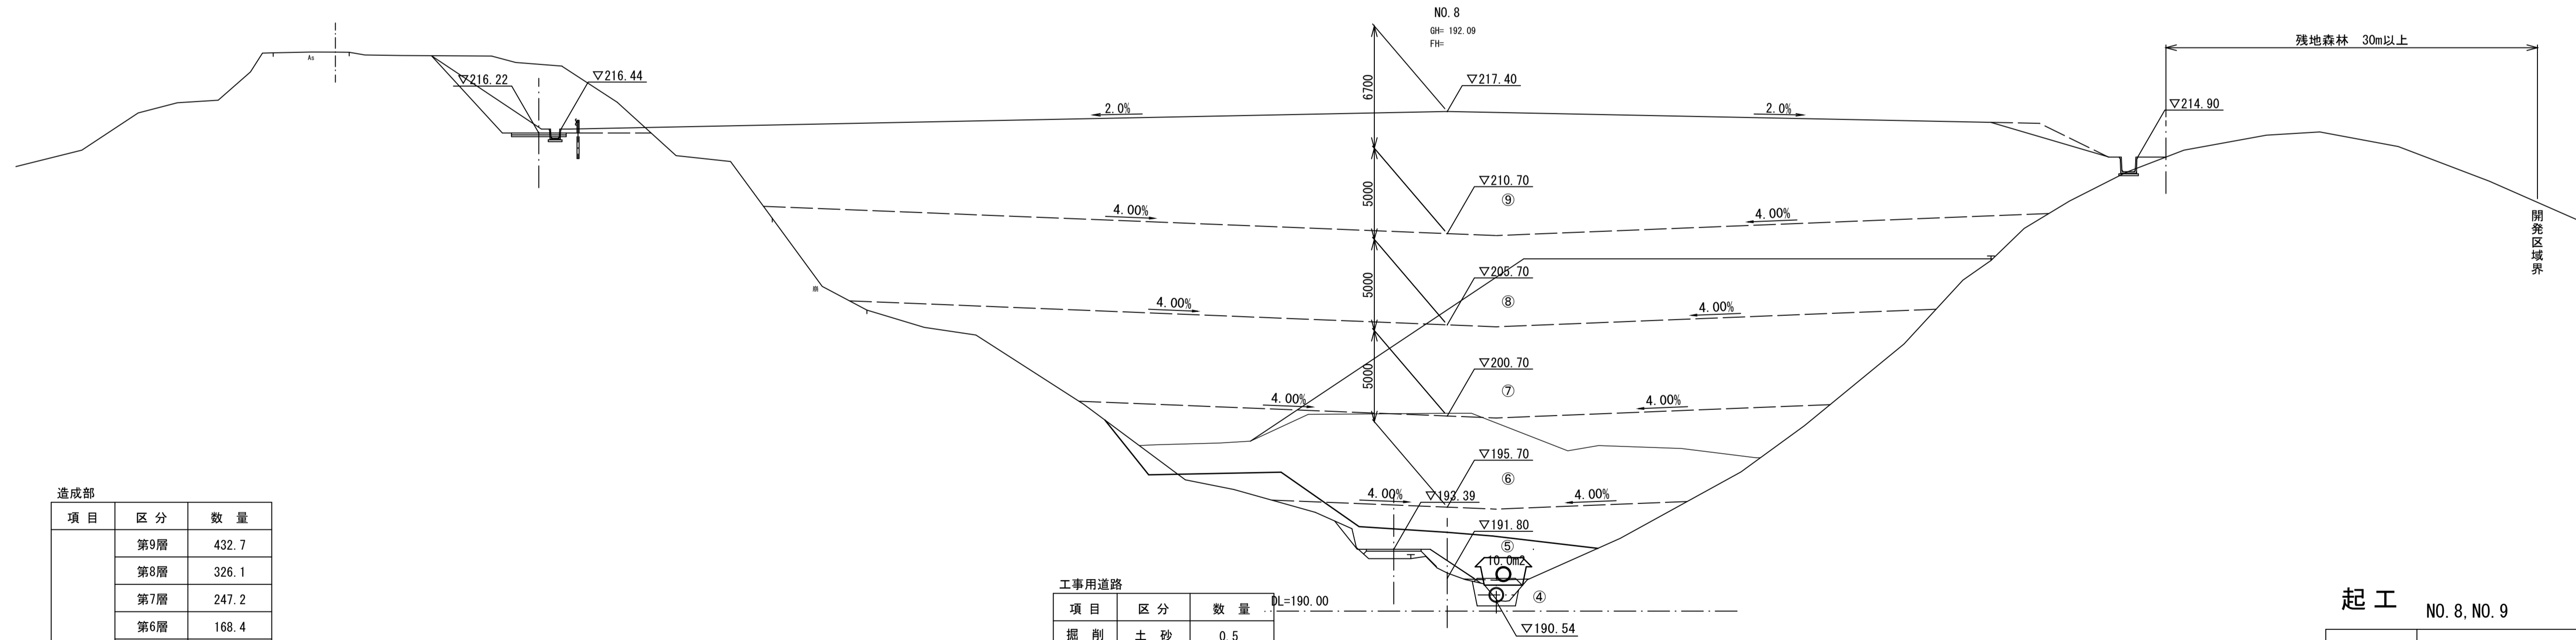 NO.8
GH= 192.09
FH=
残地森林 30m以上
As
▽216.22
▽216.44
6700
▽217.40
▽214.90
2.0%
2.0%
▽210.70
5000
⑨
4.00%
4.00%
開発区域界
▽205.70
5000
⑧
4.00%
4.00%
▽200.70
5000
⑦
4.00%
4.00%
▽195.70
⑥
4.00%
▽193.39
4.00%
▽191.80
⑤
10.0m2
④
DL=190.00
▽190.54
造成部
項 目 区 分 数 量
第9層 432.7
第8層 326.1
第7層 247.2
第6層 168.4
工事用道路
項 目 区 分 数 量
掘 削 土 砂 0.5
起 工 NO.8,NO.9